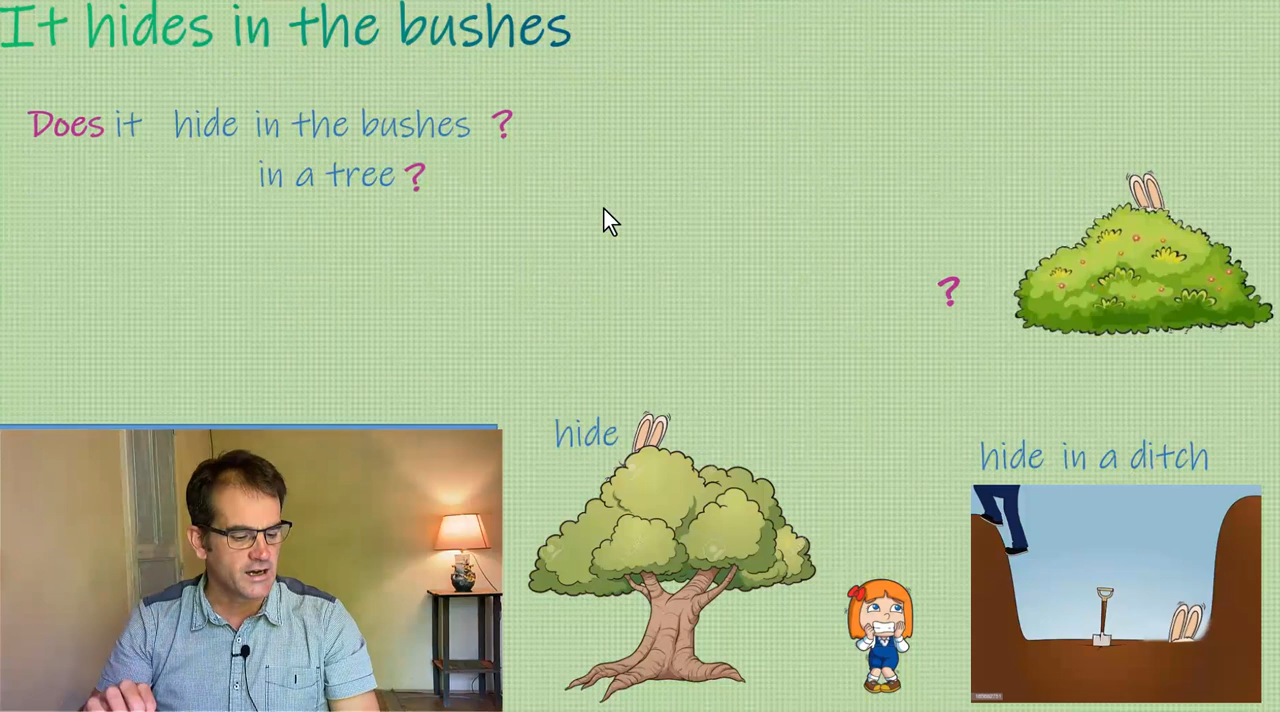 It hides in the bushes
Does it hide in the bushes ?
in a tree ?
?
hide
hide in a ditch